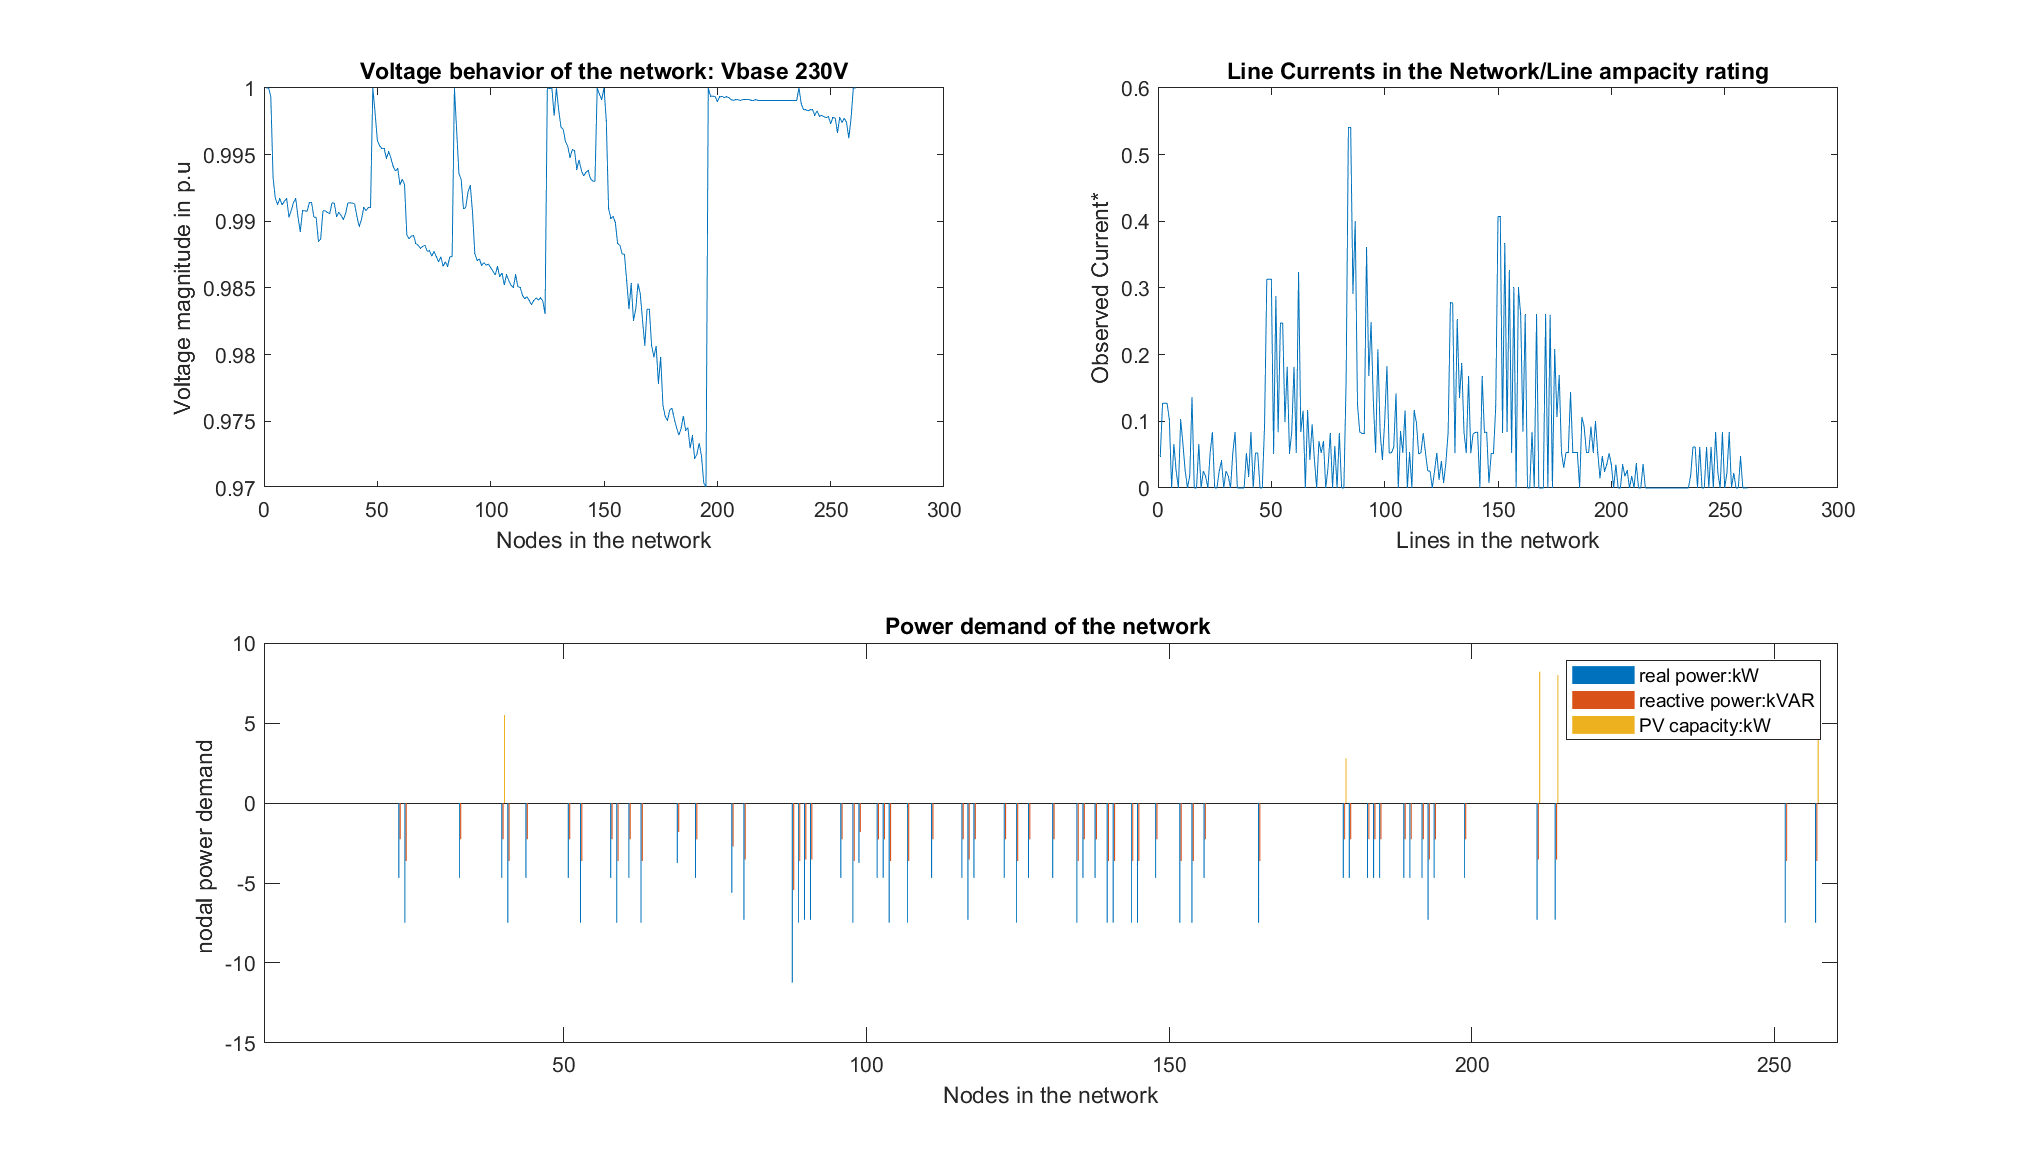 Voltage behavior of the network: Vbase 230V
1
0.995
0.99
0.985
0.98
0.975
0.97
0 50 100 150 200 250 300
Voltage magnitude in p.u
Nodes in the network
Line Currents in the Network/Line ampacity rating
0.6
0.5
0.4
0.3
0.2
0.1
0
0 50 100 150 200 250 300
Observed Current*
Lines in the network
Power demand of the network
10
5
0
-5
-10
-15
50 100 150 200 250
nodal power demand
Nodes in the network
real power:kW
reactive power:kVAR
PV capacity:kW